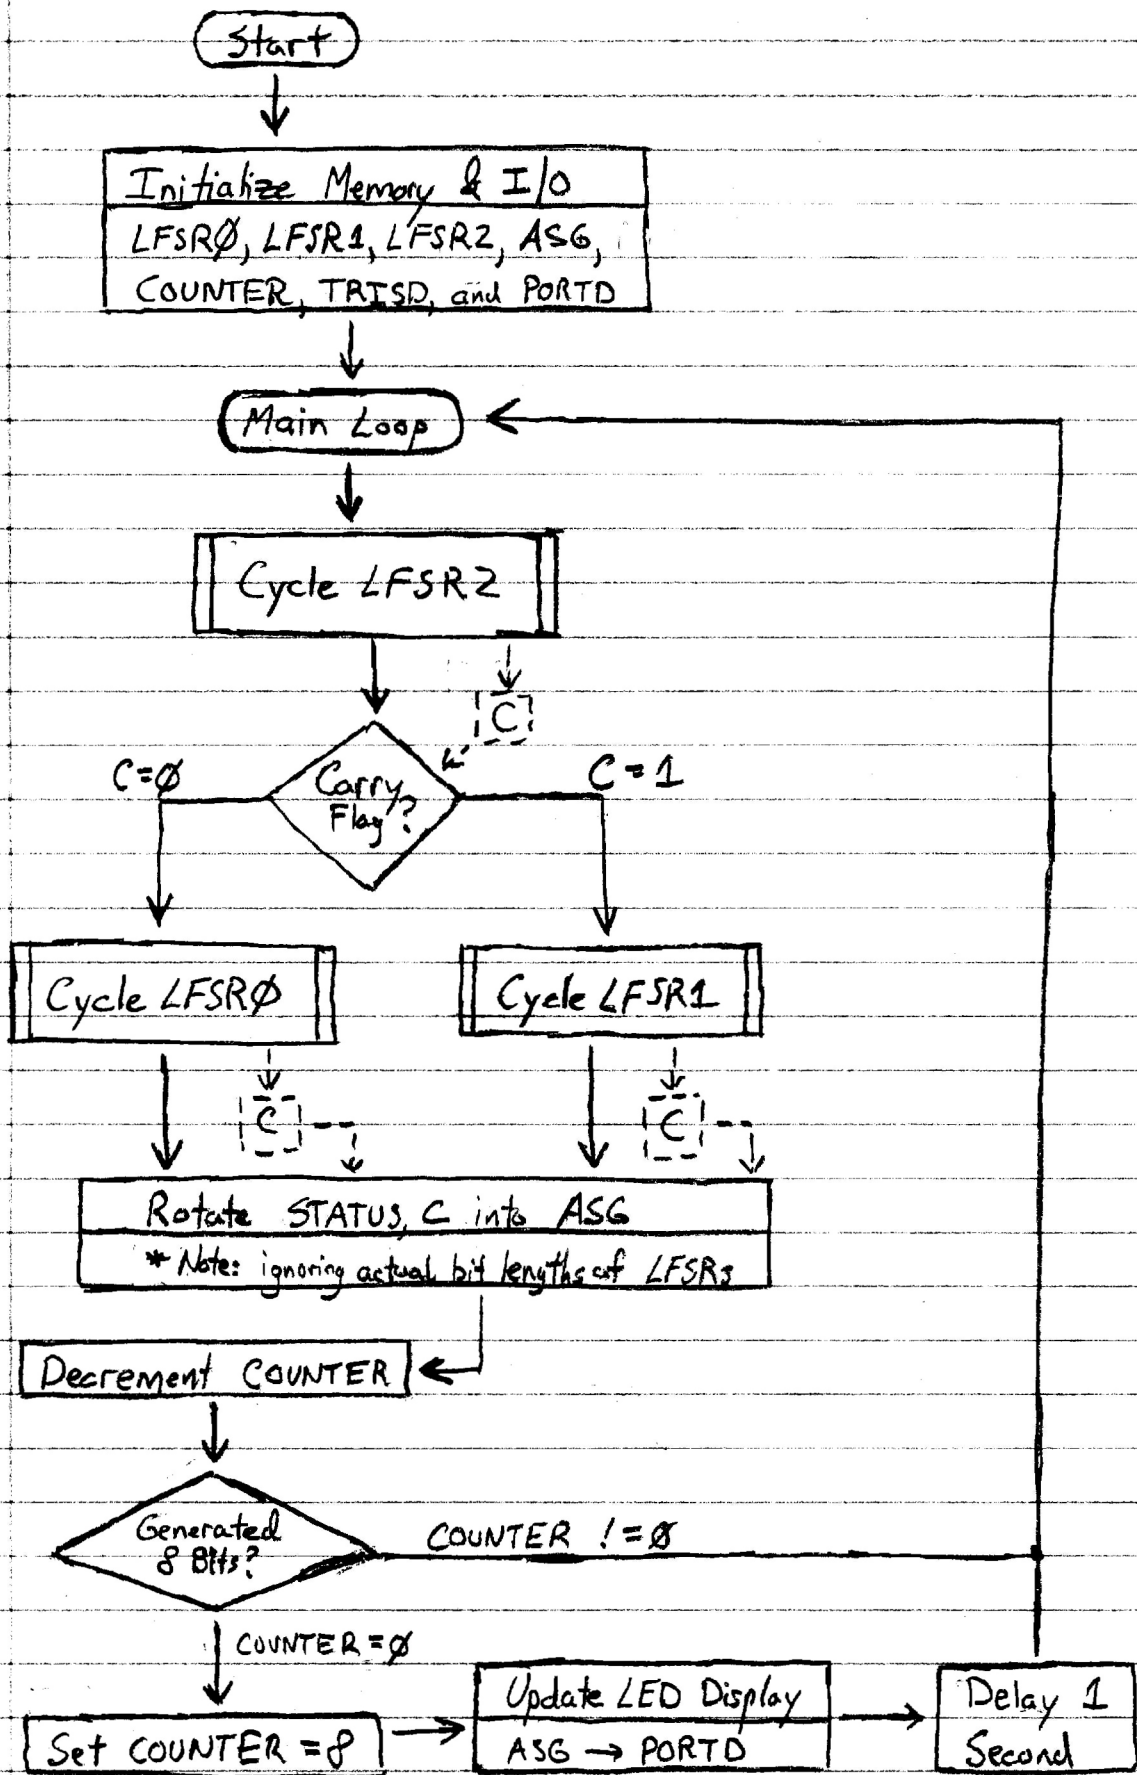 Start
Initialize Memory & I/O
LFSRØ, LFSR1, LFSR2, ASG,
COUNTER, TRISD, and PORTD
Main Loop
Cycle LFSR2
C
C=Ø
Carry
Flag?
C=1
Cycle LFSRØ
Cycle LFSR1
C
C
Rotate STATUS, C into ASG
* Note: ignoring actual bit lengths of LFSRs
Decrement COUNTER
Generated
8 Bits?
COUNTER !=Ø
COUNTER=Ø
Set COUNTER=8
Update LED Display
ASG → PORTD
Delay 1
Second